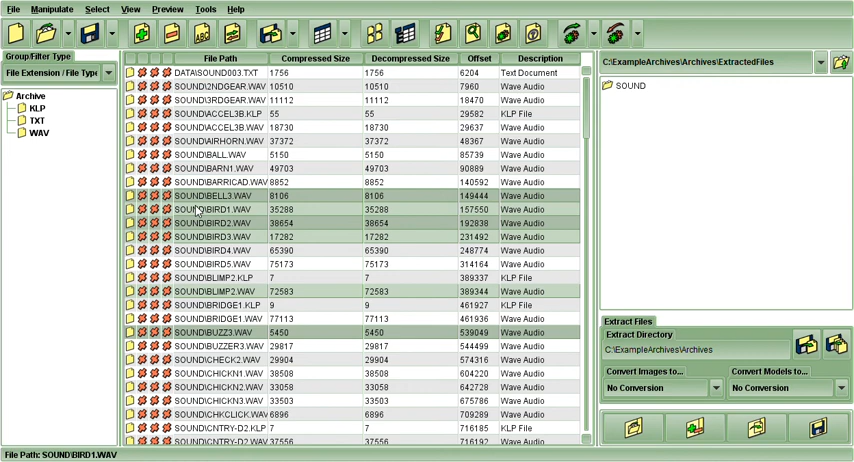 File Manipulate Select View Preview Tools Help
Group/Filter Type
File Extension / File Type
Archive
KLP
TXT
WAV
File Path Compressed Size Decompressed Size Offset Description
DATA\SOUND003.TXT 1756 1756 6204 Text Document
SOUND\2NDGEAR.WAV 10510 10510 7960 Wave Audio
SOUND\3RDGEAR.WAV 11112 11112 18470 Wave Audio
SOUND\ACCEL3B.KLP 55 55 29582 KLP File
SOUND\ACCEL3B.WAV 18730 18730 29637 Wave Audio
SOUND\AIRHORN.WAV 37372 37372 48367 Wave Audio
SOUND\BALL.WAV 5150 5150 85739 Wave Audio
SOUND\BARN1.WAV 49703 49703 90889 Wave Audio
SOUND\BARRICAD.WAV 8852 8852 140592 Wave Audio
SOUND\BELL3.WAV 8106 8106 149444 Wave Audio
SOUND\BIRD1.WAV 35288 35288 157550 Wave Audio
SOUND\BIRD2.WAV 38654 38654 192838 Wave Audio
SOUND\BIRD3.WAV 17282 17282 231492 Wave Audio
SOUND\BIRD4.WAV 65390 65390 248774 Wave Audio
SOUND\BIRD5.WAV 75173 75173 314164 Wave Audio
SOUND\BLIMP2.KLP 7 7 389337 KLP File
SOUND\BLIMP2.WAV 72583 72583 389344 Wave Audio
SOUND\BRIDGE1.KLP 9 9 461927 KLP File
SOUND\BRIDGE1.WAV 77113 77113 461936 Wave Audio
SOUND\BUZZ3.WAV 5450 5450 539049 Wave Audio
SOUND\BUZZER3.WAV 29817 29817 544499 Wave Audio
SOUND\CHECK2.WAV 29904 29904 574316 Wave Audio
SOUND\CHICKN1.WAV 38508 38508 604220 Wave Audio
SOUND\CHICKN2.WAV 33058 33058 642728 Wave Audio
SOUND\CHICKN3.WAV 33503 33503 675786 Wave Audio
SOUND\CHKCLICK.WAV 6896 6896 709289 Wave Audio
SOUND\CNTRY-D2.KLP 7 7 716185 KLP File
SOUND\CNTRY-D2.WAV 37556 37556 716192 Wave Audio
C:\ExampleArchives\Archives\ExtractedFiles
SOUND
Extract Files
Extract Directory
C:\ExampleArchives\Archives
Convert Images to... Convert Models to...
No Conversion No Conversion
File Path: SOUND\BIRD1.WAV